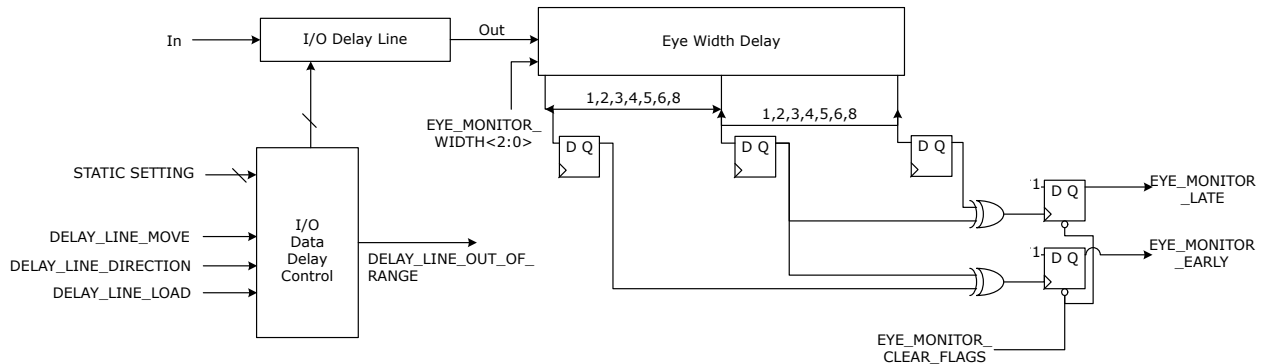 In
I/O Delay Line
Out
Eye Width Delay
EYE_MONITOR_
WIDTH<2:0>
1,2,3,4,5,6,8
1,2,3,4,5,6,8
D Q
D Q
D Q
STATIC SETTING
DELAY_LINE_MOVE
DELAY_LINE_DIRECTION
DELAY_LINE_LOAD
I/O
Data
Delay
Control
DELAY_LINE_OUT_OF_
RANGE
1
D Q
EYE_MONITOR
_LATE
1
D Q
EYE_MONITOR
_EARLY
EYE_MONITOR_
CLEAR_FLAGS